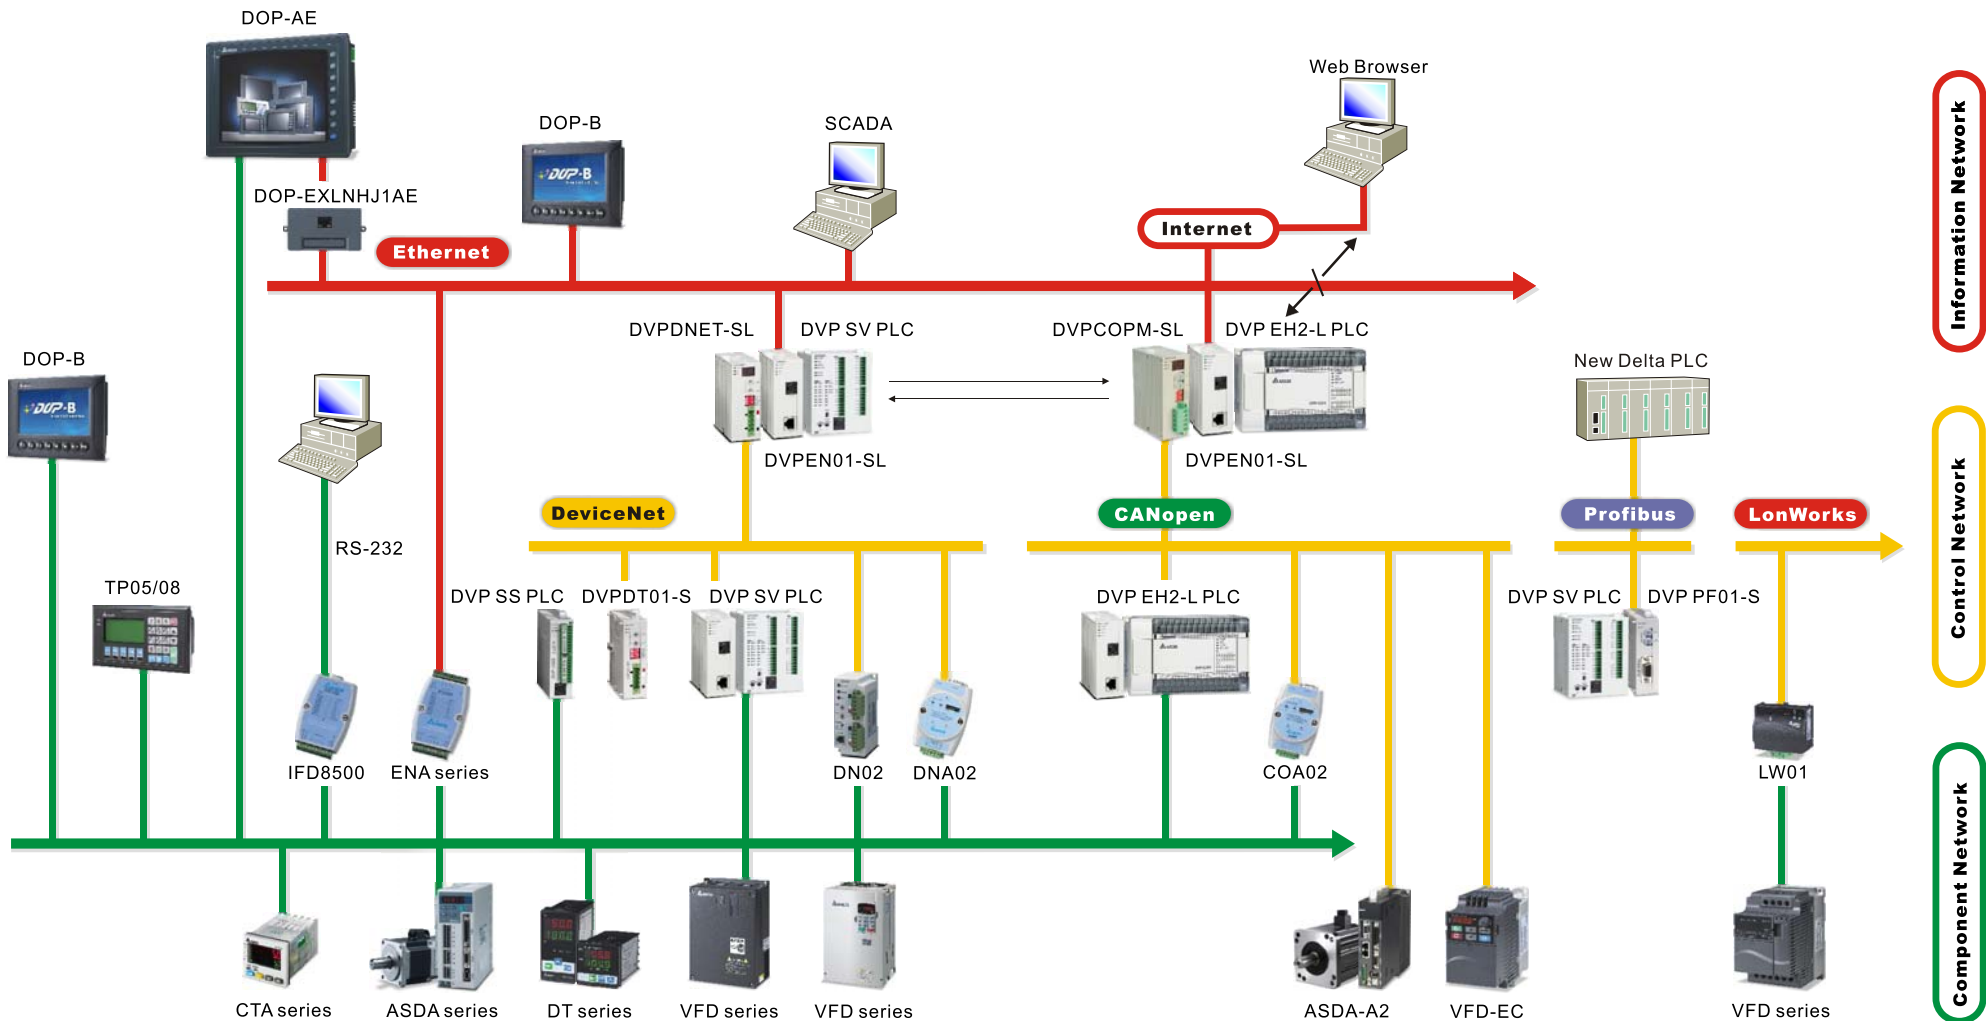 DOP-AE
Web Browser
DOP-B
SCADA
DOP-EXLNHJ1AE
DOP-B
Ethernet
Internet
Information Network
DVPDNET-SL
DVP SV PLC
DVPCOPM-SL
DVP EH2-L PLC
DOP-B
New Delta PLC
DOP-B
DVPEN01-SL
DVPEN01-SL
DeviceNet
CANopen
Profibus
LonWorks
Control Network
RS-232
TP05/08
DVP SS PLC
DVPDT01-S
DVP SV PLC
DVP EH2-L PLC
DVP SV PLC
DVP PF01-S
IFD8500
ENA series
DN02
DNA02
COA02
LW01
Component Network
CTA series
ASDA series
DT series
VFD series
VFD series
ASDA-A2
VFD-EC
VFD series